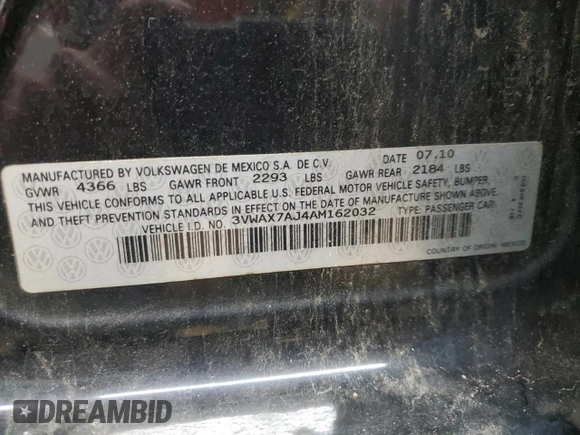 MANUFACTURED BY VOLKSWAGEN DE MEXICO S.A. DE C.V. DATE 07.10
GVWR 4366 LBS GAWR FRONT 2293 LBS GAWR REAR 2184 LBS
THIS VEHICLE CONFORMS TO ALL APPLICABLE U.S. FEDERAL MOTOR VEHICLE SAFETY, BUMPER,
AND THEFT PREVENTION STANDARDS IN EFFECT ON THE DATE OF MANUFACTURE SHOWN ABOVE.
VEHICLE I.D. NO. 3VWAX7AJ4AM162032 TYPE: PASSENGER CAR
COUNTRY OF ORIGIN: MEXICO
DREAMBID